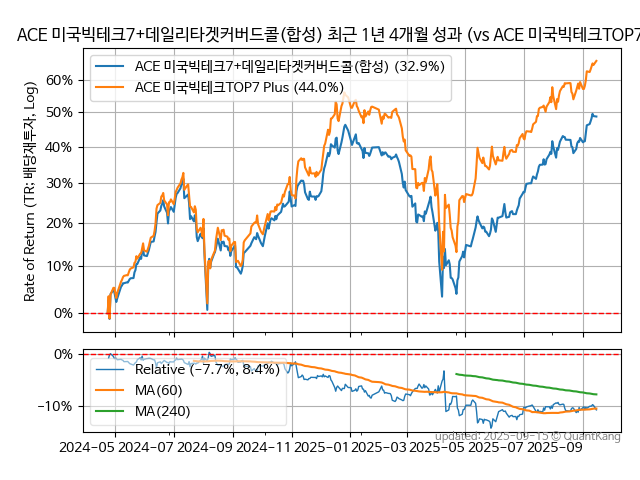 ACE 미국빅테크7+데일리타겟커버드콜(합성) 최근 1년 4개월 성과 (vs ACE 미국빅테크TOP7
ACE 미국빅테크7+데일리타겟커버드콜(합성) (32.9%)
ACE 미국빅테크TOP7 Plus (44.0%)
Rate of Return (TR: 배당재투자, Log)
60%
50%
40%
30%
20%
10%
0%
0%
−10%
Relative (−7.7%, 8.4%)
MA(60)
MA(240)
updated: 2025-09-15 © QuantKang
2024-05 2024-07 2024-09 2024-11 2025-01 2025-03 2025-05 2025-07 2025-09